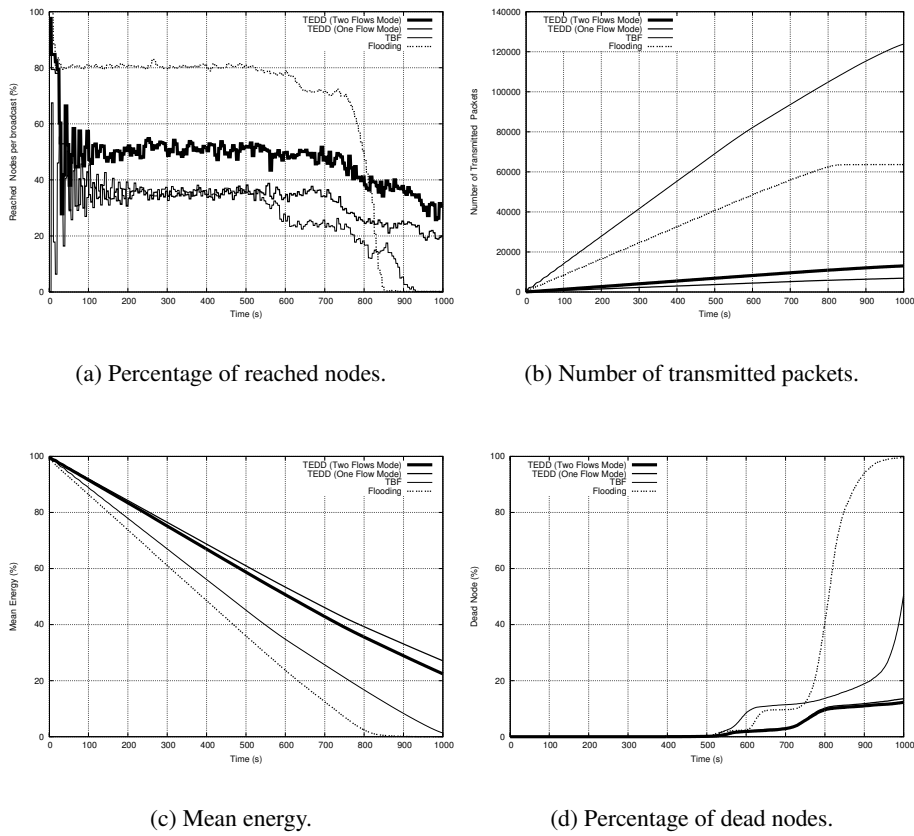 TEDD (Two Flows Mode)
TEDD (One Flow Mode)
TBF
Flooding
Reached Nodes per broadcast (%)
100
80
60
40
20
0
0 100 200 300 400 500 600 700 800 900 1000
Time (s)
(a) Percentage of reached nodes.
TEDD (Two Flows Mode)
TEDD (One Flow Mode)
TBF
Flooding
Number of Transmitted Packets
140000
120000
100000
80000
60000
40000
20000
0
0 100 200 300 400 500 600 700 800 900 1000
Time (s)
(b) Number of transmitted packets.
TEDD (Two Flows Mode)
TEDD (One Flow Mode)
TBF
Flooding
Mean Energy (%)
100
80
60
40
20
0
0 100 200 300 400 500 600 700 800 900 1000
Time (s)
(c) Mean energy.
TEDD (Two Flows Mode)
TEDD (One Flow Mode)
TBF
Flooding
Dead Node (%)
100
80
60
40
20
0
0 100 200 300 400 500 600 700 800 900 1000
Time (s)
(d) Percentage of dead nodes.